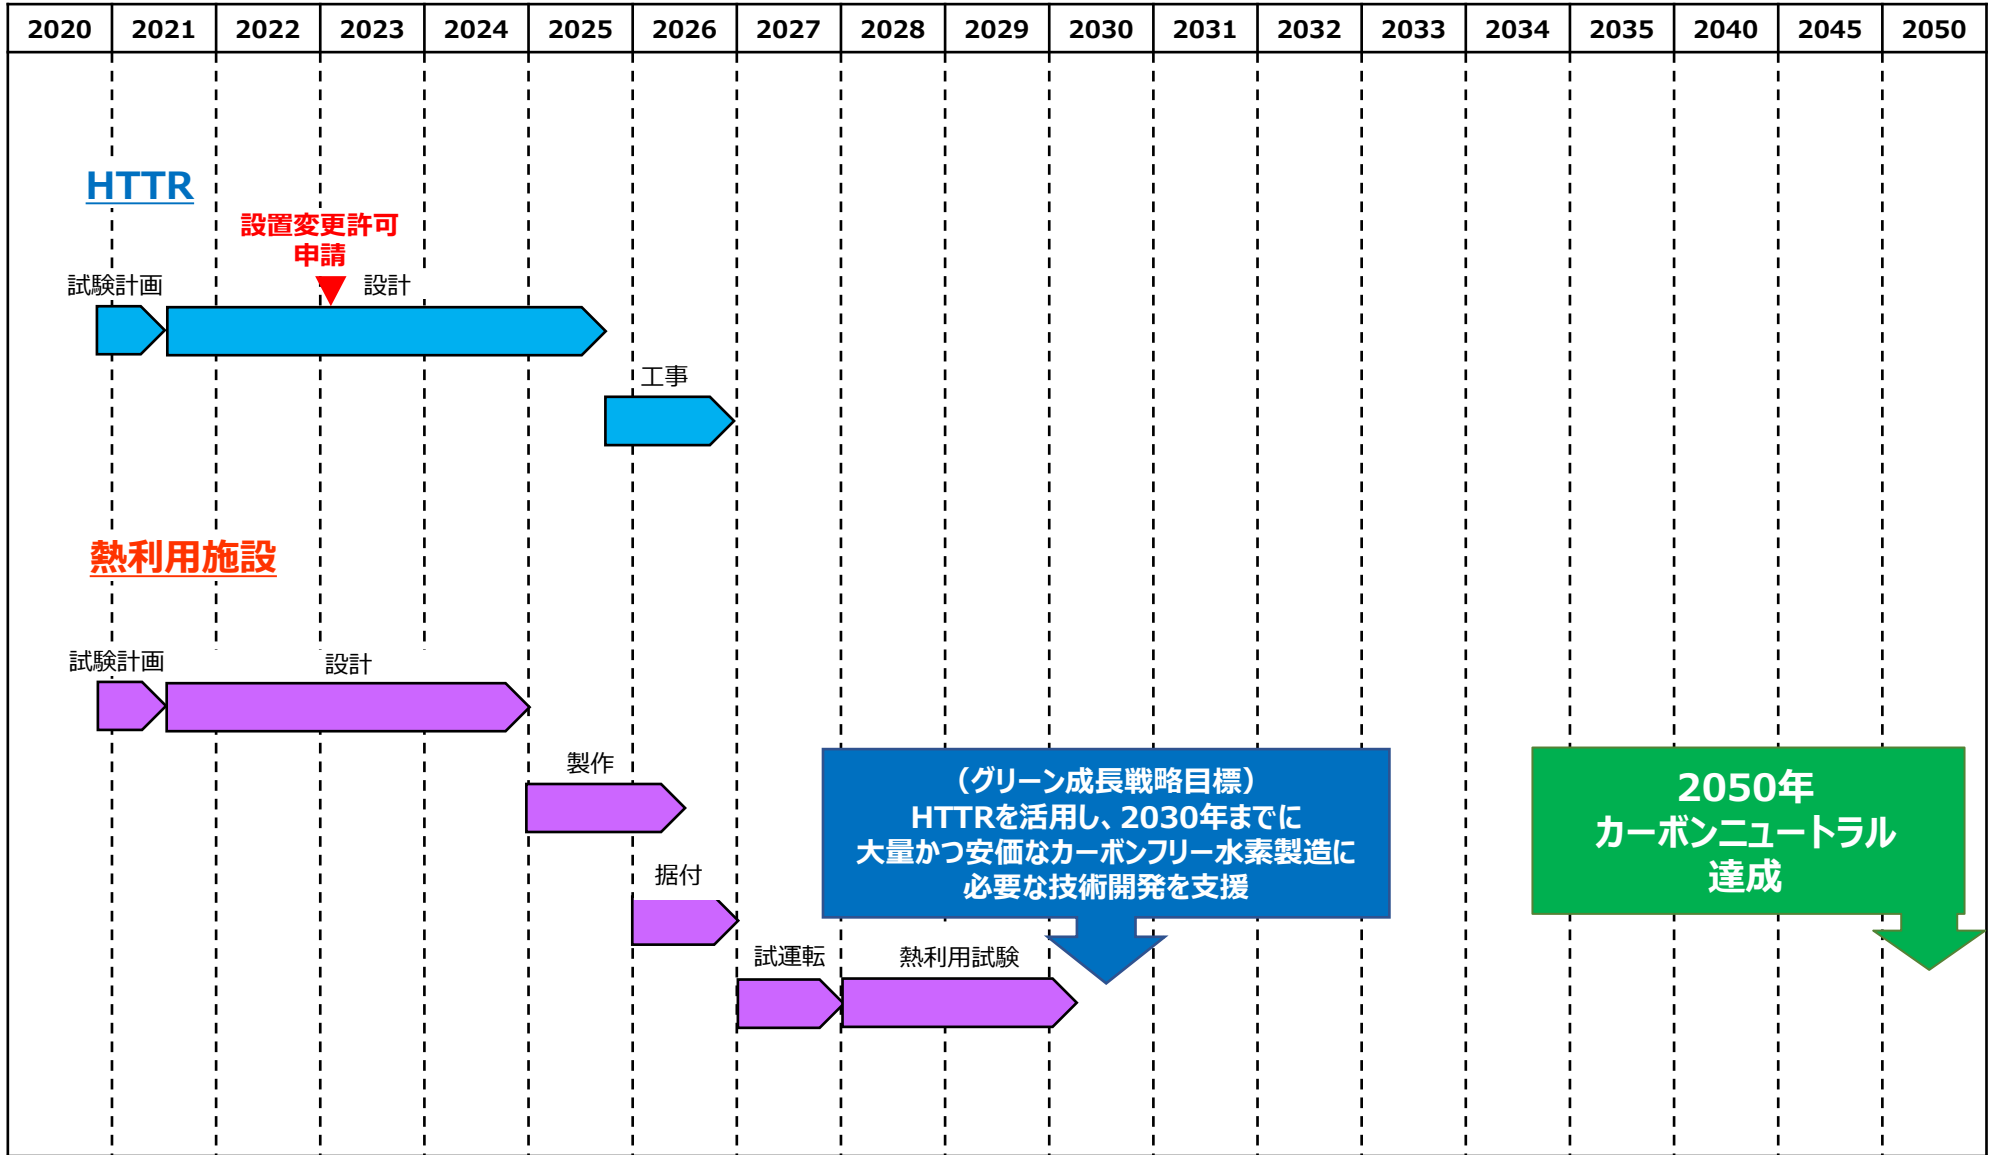 2020 2021 2022 2023 2024 2025 2026 2027 2028 2029 2030 2031 2032 2033 2034 2035 2040 2045 2050
HTTR
設置変更許可
申請
試験計画
設計
工事
熱利用施設
試験計画
設計
製作
据付
試運転
熱利用試験
（グリーン成長戦略目標）
HTTRを活用し、2030年までに
大量かつ安価なカーボンフリー水素製造に
必要な技術開発を支援
2050年
カーボンニュートラル
達成